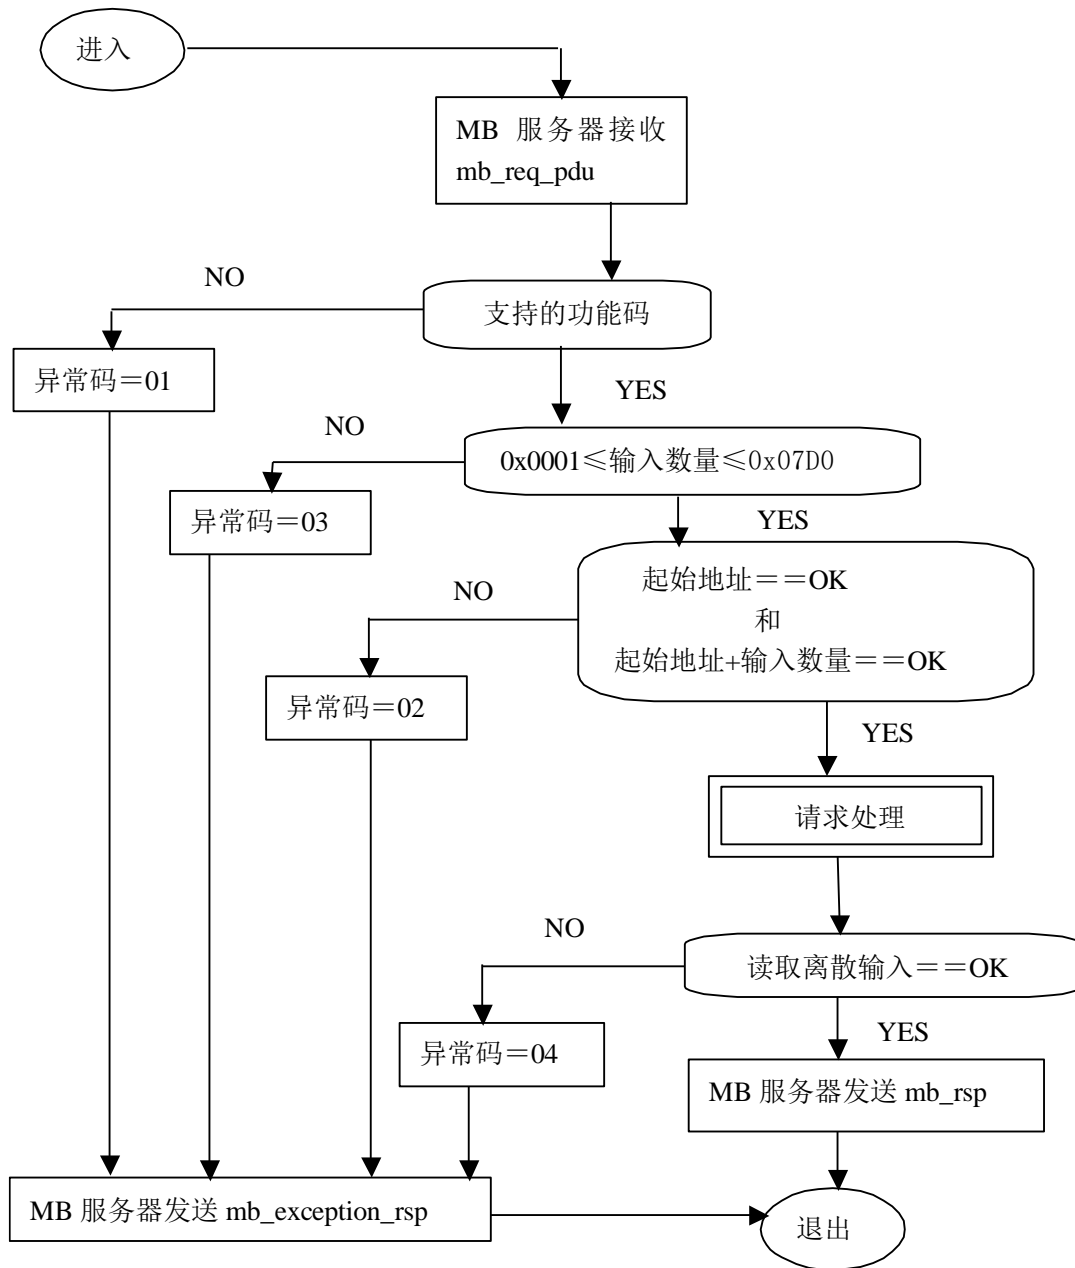 进入
MB 服务器接收
mb_req_pdu
NO
支持的功能码
异常码＝01
YES
NO
0x0001≤输入数量≤0x07D0
异常码＝03
YES
起始地址＝＝OK
NO
和
起始地址+输入数量＝＝OK
异常码＝02
YES
请求处理
NO
读取离散输入＝＝OK
异常码＝04
YES
MB 服务器发送 mb_rsp
MB 服务器发送 mb_exception_rsp
退出